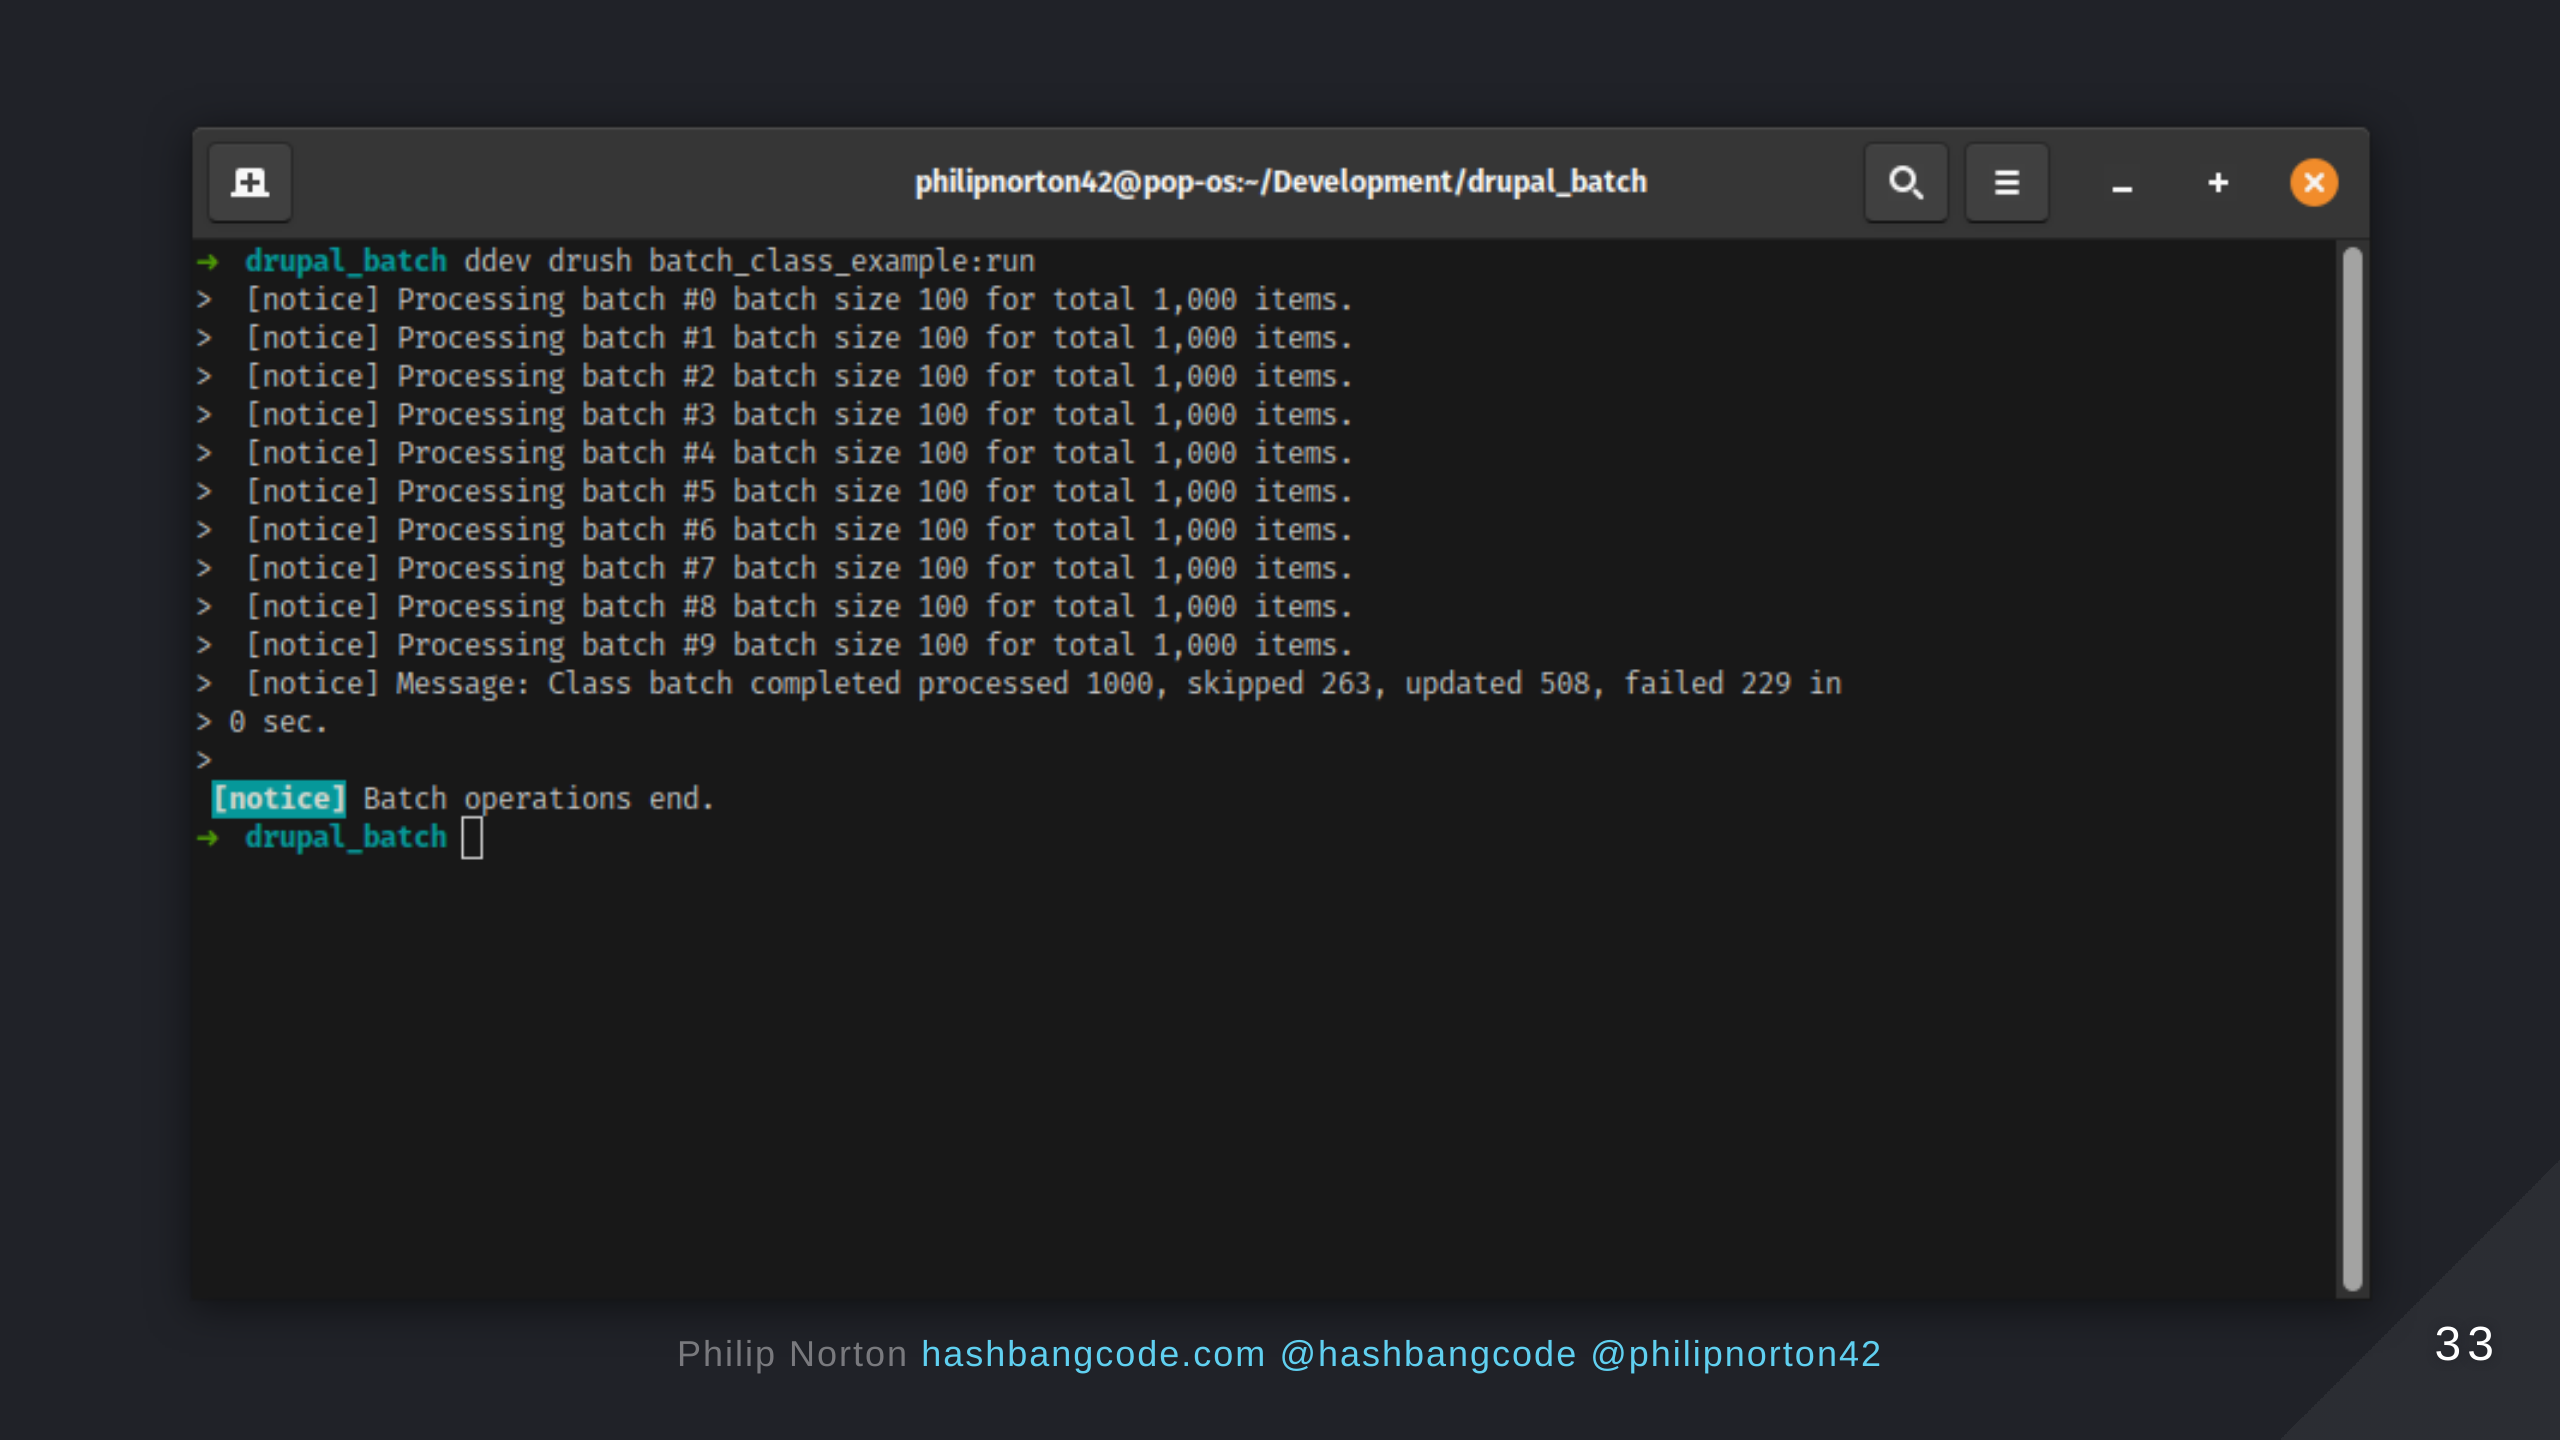 philipnorton42@pop-os:~/Development/drupal_batch
➜ drupal_batch ddev drush batch_class_example:run
> [notice] Processing batch #0 batch size 100 for total 1,000 items.
> [notice] Processing batch #1 batch size 100 for total 1,000 items.
> [notice] Processing batch #2 batch size 100 for total 1,000 items.
> [notice] Processing batch #3 batch size 100 for total 1,000 items.
> [notice] Processing batch #4 batch size 100 for total 1,000 items.
> [notice] Processing batch #5 batch size 100 for total 1,000 items.
> [notice] Processing batch #6 batch size 100 for total 1,000 items.
> [notice] Processing batch #7 batch size 100 for total 1,000 items.
> [notice] Processing batch #8 batch size 100 for total 1,000 items.
> [notice] Processing batch #9 batch size 100 for total 1,000 items.
> [notice] Message: Class batch completed processed 1000, skipped 263, updated 508, failed 229 in
> 0 sec.
>
[notice] Batch operations end.
➜ drupal_batch
Philip Norton hashbangcode.com @hashbangcode @philipnorton42
33